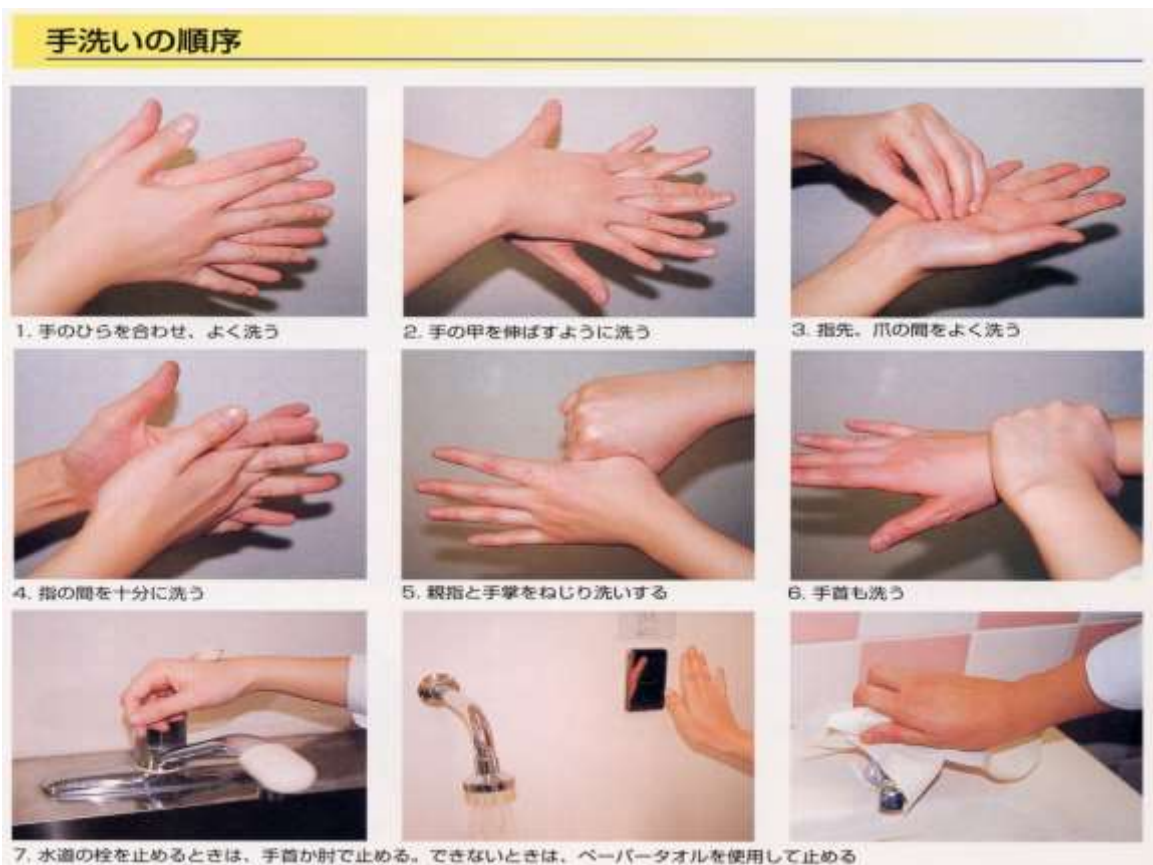 手洗いの順序
1. 手のひらを合わせ、よく洗う
2. 手の甲を伸ばすように洗う
3. 指先、爪の間をよく洗う
4. 指の間を十分に洗う
5. 親指と手掌をねじり洗いする
6. 手首も洗う
7. 水道の栓を止めるときは、手首か肘で止める。できないときは、ペーパータオルを使用して止める